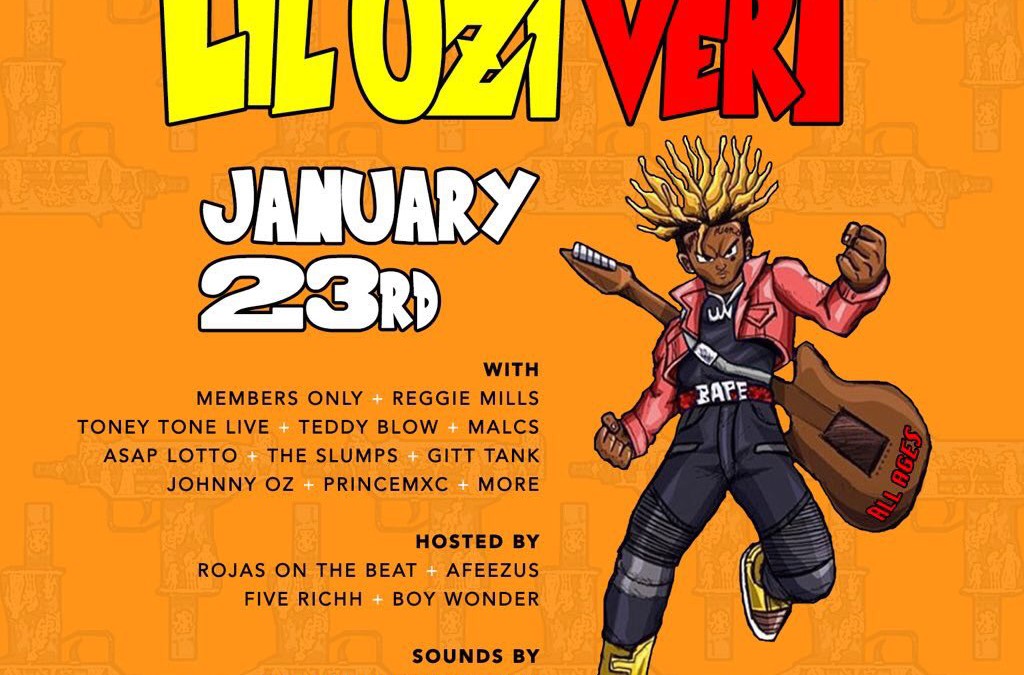 LIL UZI VERT
JANUARY
23RD
WITH
MEMBERS ONLY + REGGIE MILLS
TONEY TONE LIVE + TEDDY BLOW + MALCS
ASAP LOTTO + THE SLUMPS + GITT TANK
JOHNNY OZ + PRINCEMXC + MORE
HOSTED BY
ROJAS ON THE BEAT + AFEEZUS
FIVE RICHH + BOY WONDER
SOUNDS BY
UV
BAPE
ALL AGES